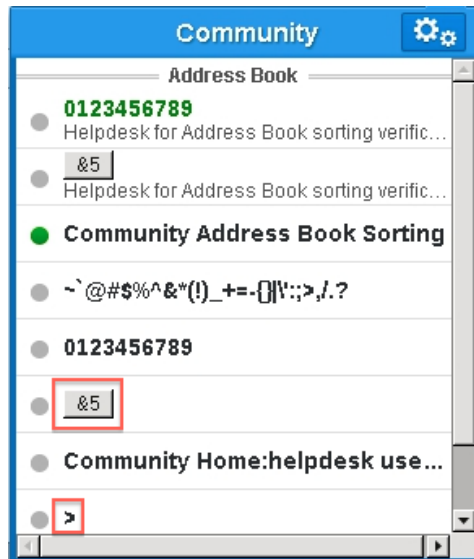 Community
Address Book
0123456789
Helpdesk for Address Book sorting verific...
&5
Helpdesk for Address Book sorting verific...
Community Address Book Sorting
~`@#$%^&*(!)_+=-{}|\':;>,/.?
0123456789
&5
Community Home:helpdesk use...
>